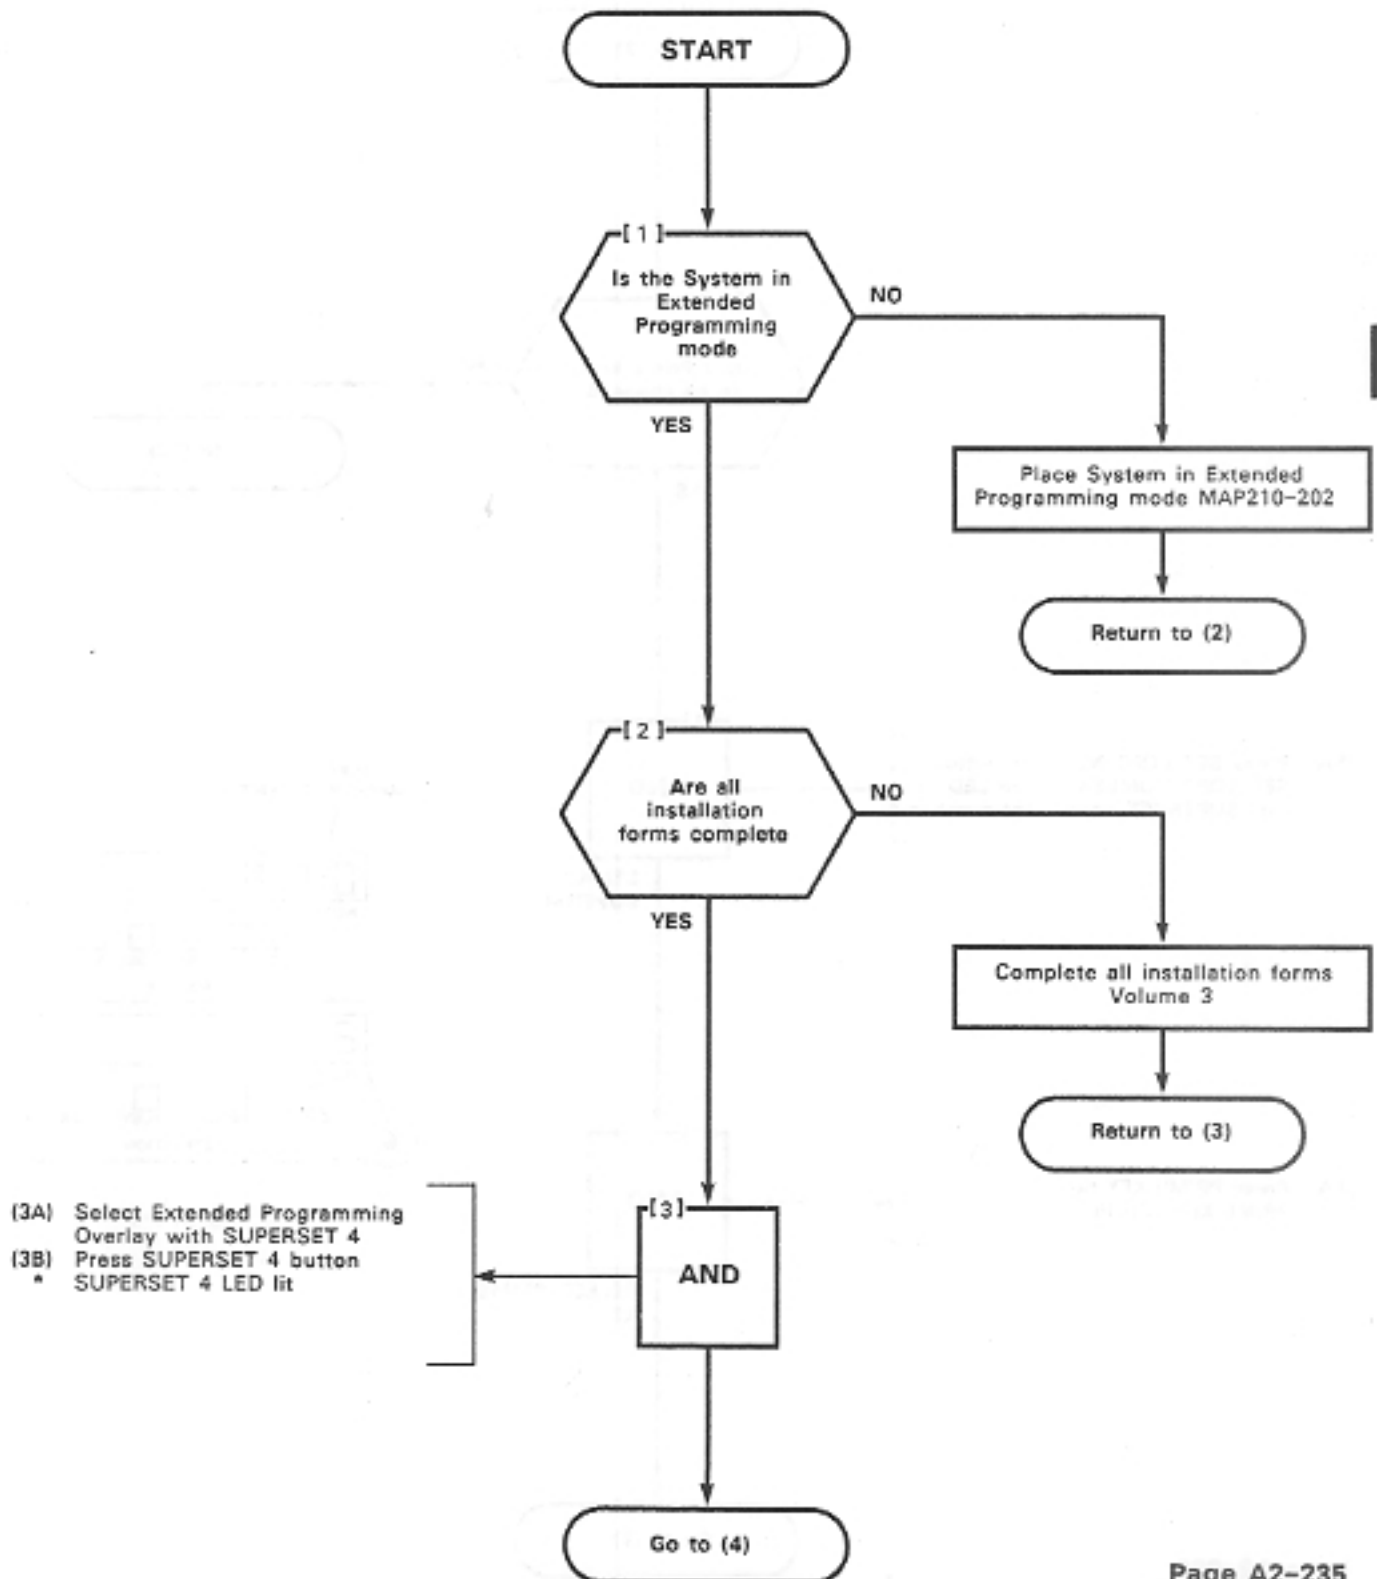 START
[1]
Is the System in
Extended
Programming
mode
NO
YES
Place System in Extended
Programming mode MAP210-202
Return to (2)
[2]
Are all
installation
forms complete
NO
YES
Complete all installation forms
Volume 3
Return to (3)
(3A) Select Extended Programming
Overlay with SUPERSET 4
(3B) Press SUPERSET 4 button
* SUPERSET 4 LED lit
[3]
AND
Go to (4)
Page A2-235